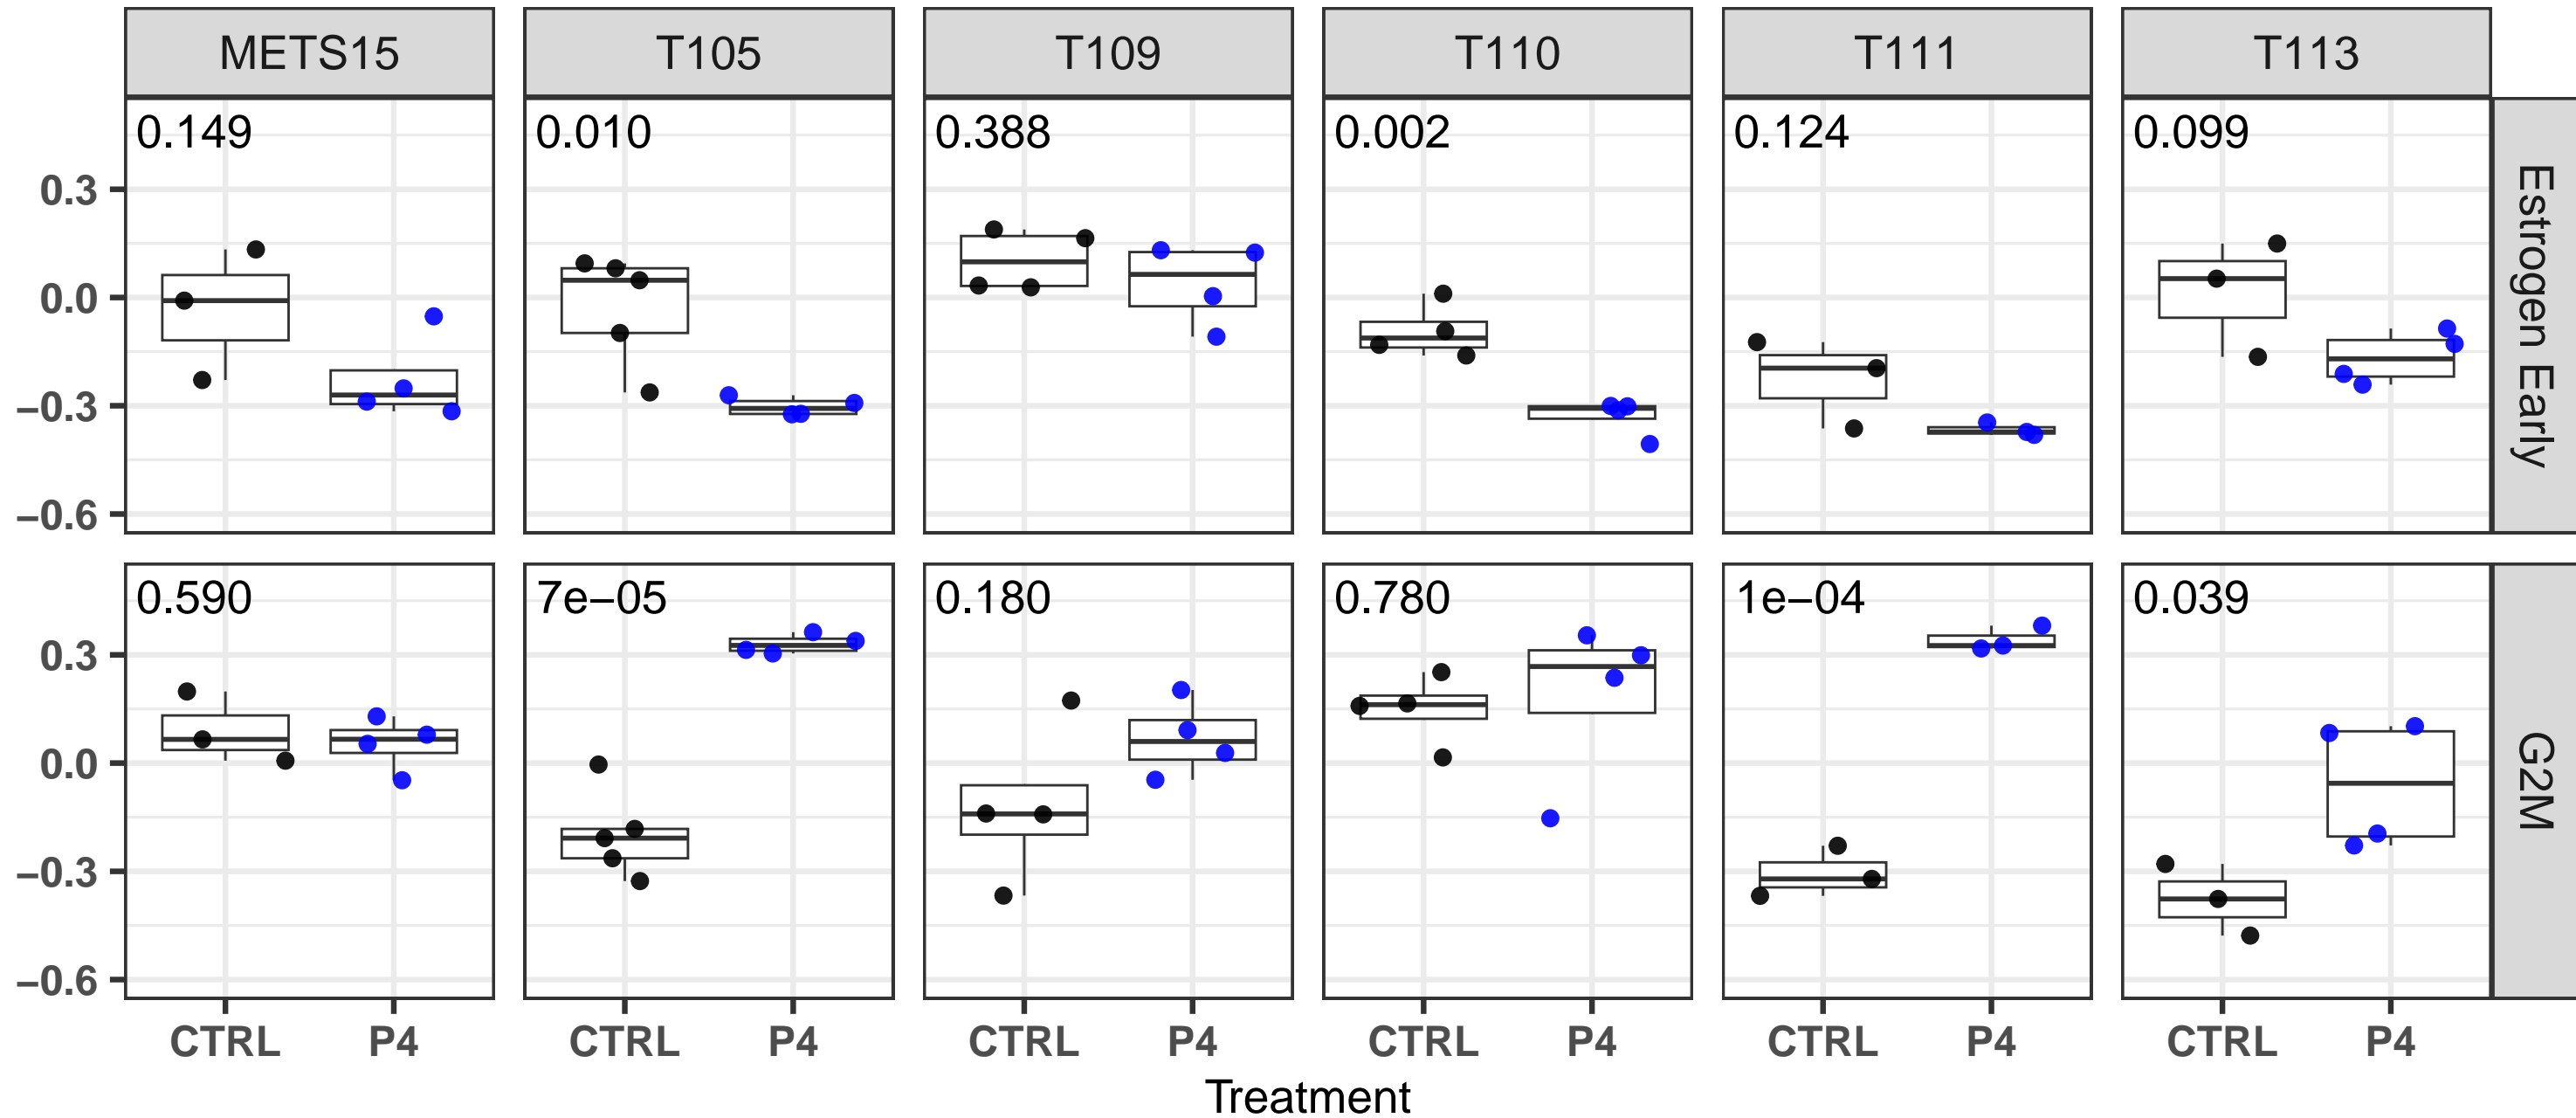 METS15 T105 T109 T110 T111 T113
0.149 0.010 0.388 0.002 0.124 0.099
0.3
0.0
−0.3
−0.6
Estrogen Early
0.590 7e−05 0.180 0.780 1e−04 0.039
0.3
0.0
−0.3
−0.6
G2M
CTRL P4 CTRL P4 CTRL P4 CTRL P4 CTRL P4 CTRL P4
Treatment